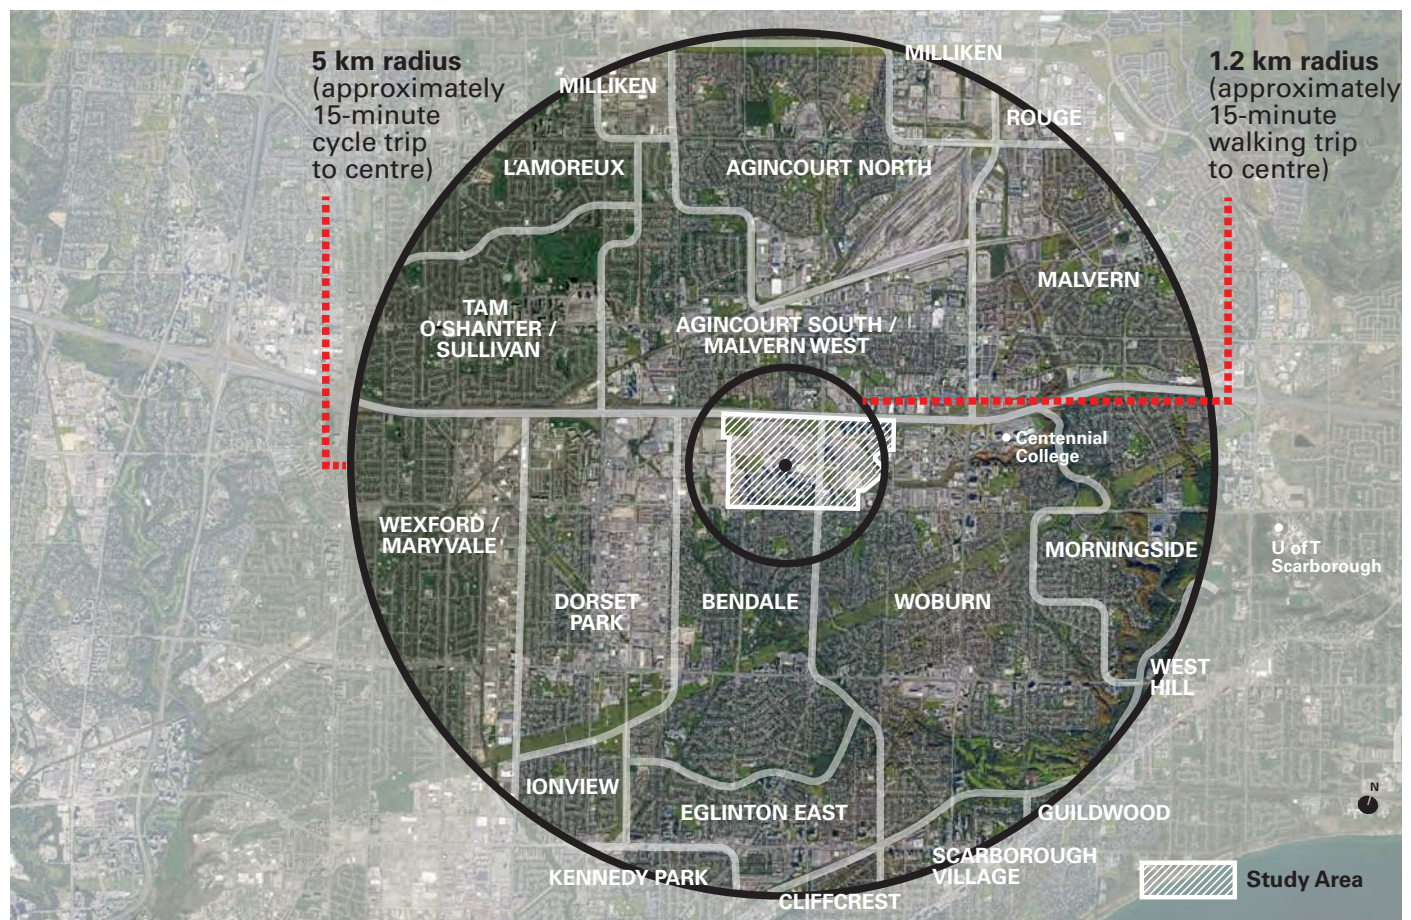 5 km radius
(approximately
15-minute
cycle trip
to centre)
MILLIKEN
MILLIKEN
1.2 km radius
(approximately
15-minute
walking trip
to centre)
ROUGE
L'AMOREUX
AGINCOURT NORTH
MALVERN
TAM
O'SHANTER /
SULLIVAN
AGINCOURT SOUTH /
MALVERN WEST
Centennial
College
WEXFORD /
MARYVALE
MORNINGSIDE
U of T
Scarborough
DORSET
PARK
BENDALE
WOBURN
WEST
HILL
IONVIEW
EGLINTON EAST
GUILDWOOD
N
KENNEDY PARK
SCARBOROUGH
VILLAGE
CLIFFCREST
Study Area